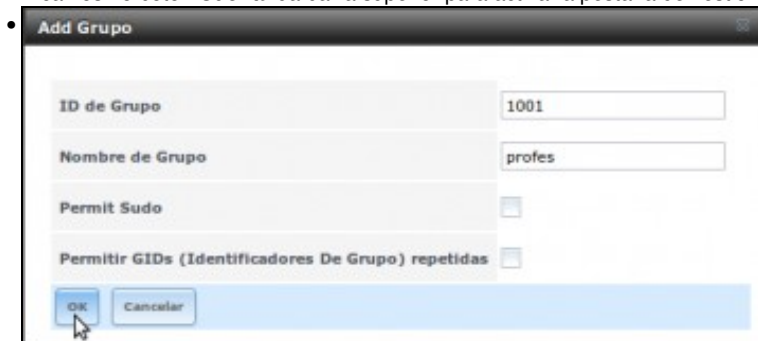 Add Grupo
ID de Grupo 1001
Nombre de Grupo profes
Permit Sudo
Permitir GIDs (Identificadores De Grupo) repetidas
OK Cancelar